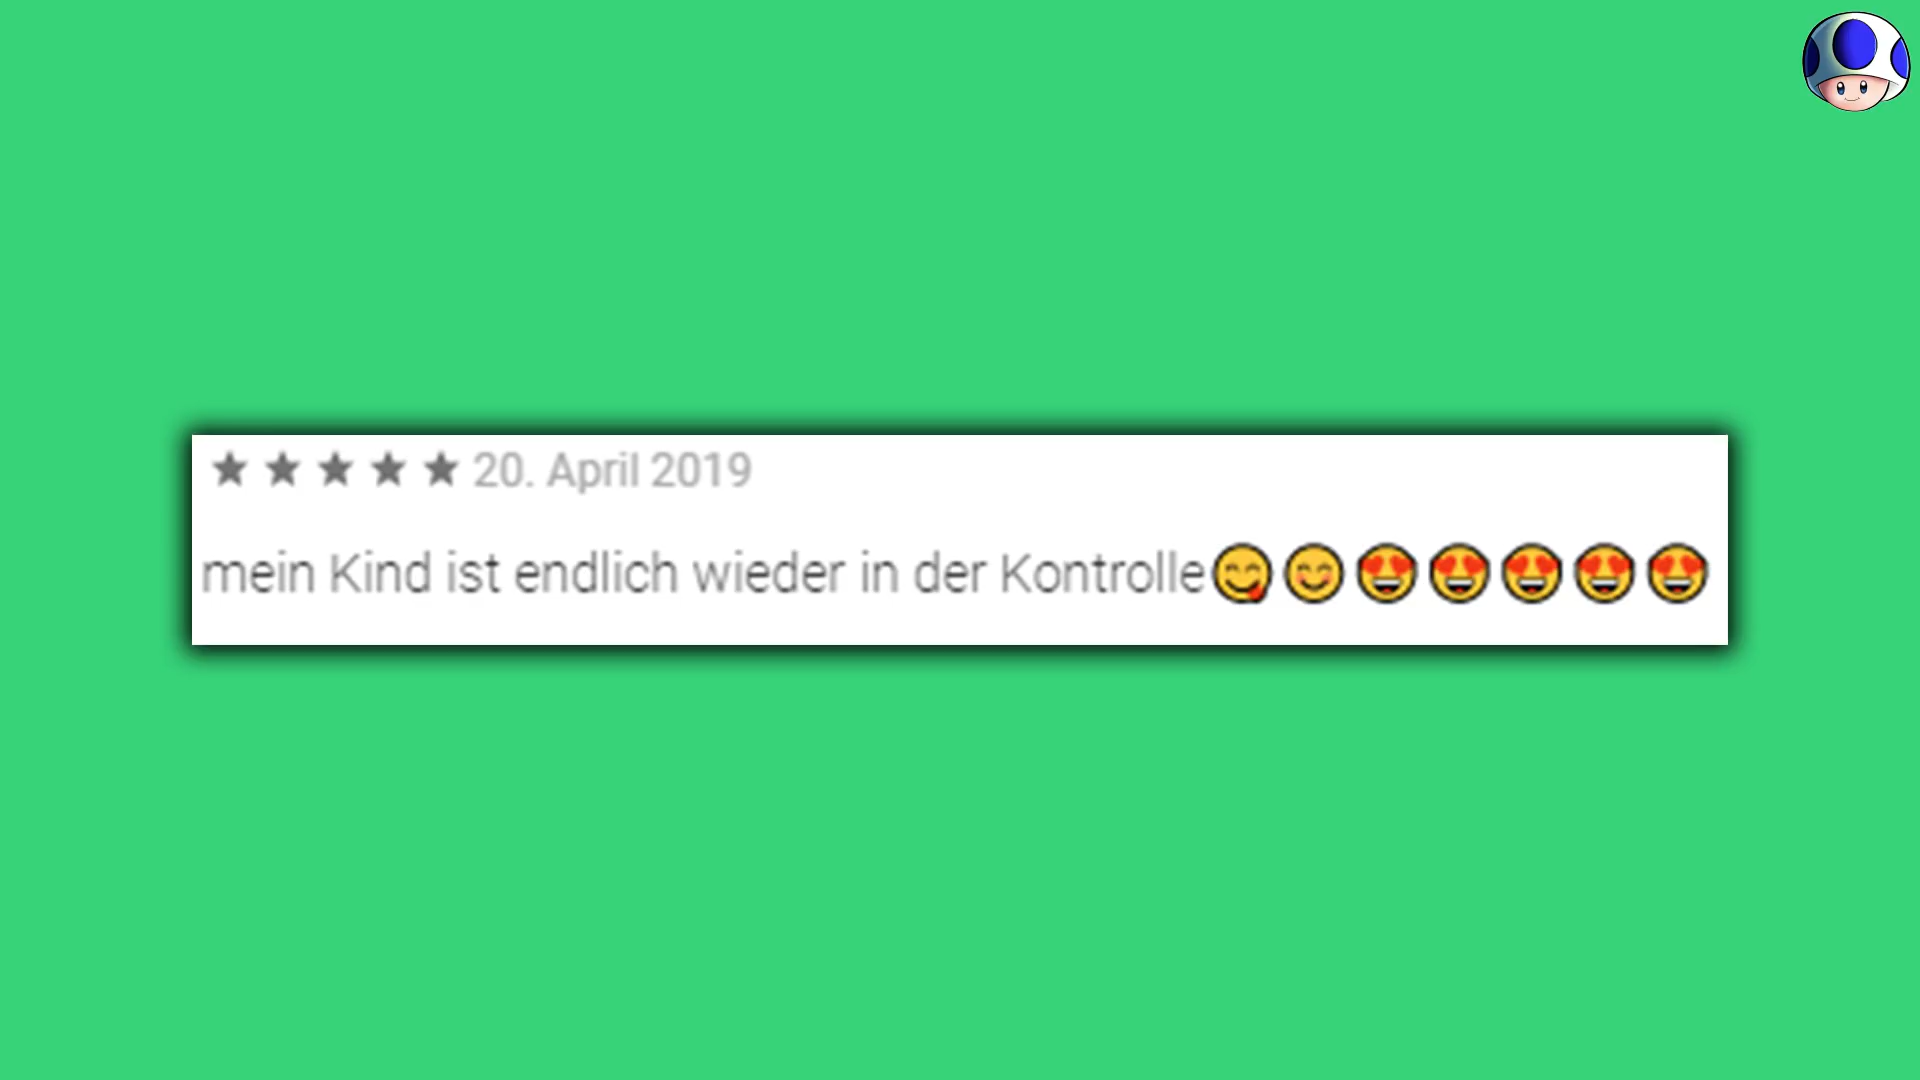 ★★★★★ 20. April 2019
mein Kind ist endlich wieder in der Kontrolle😋😊😍😍😍😍😍